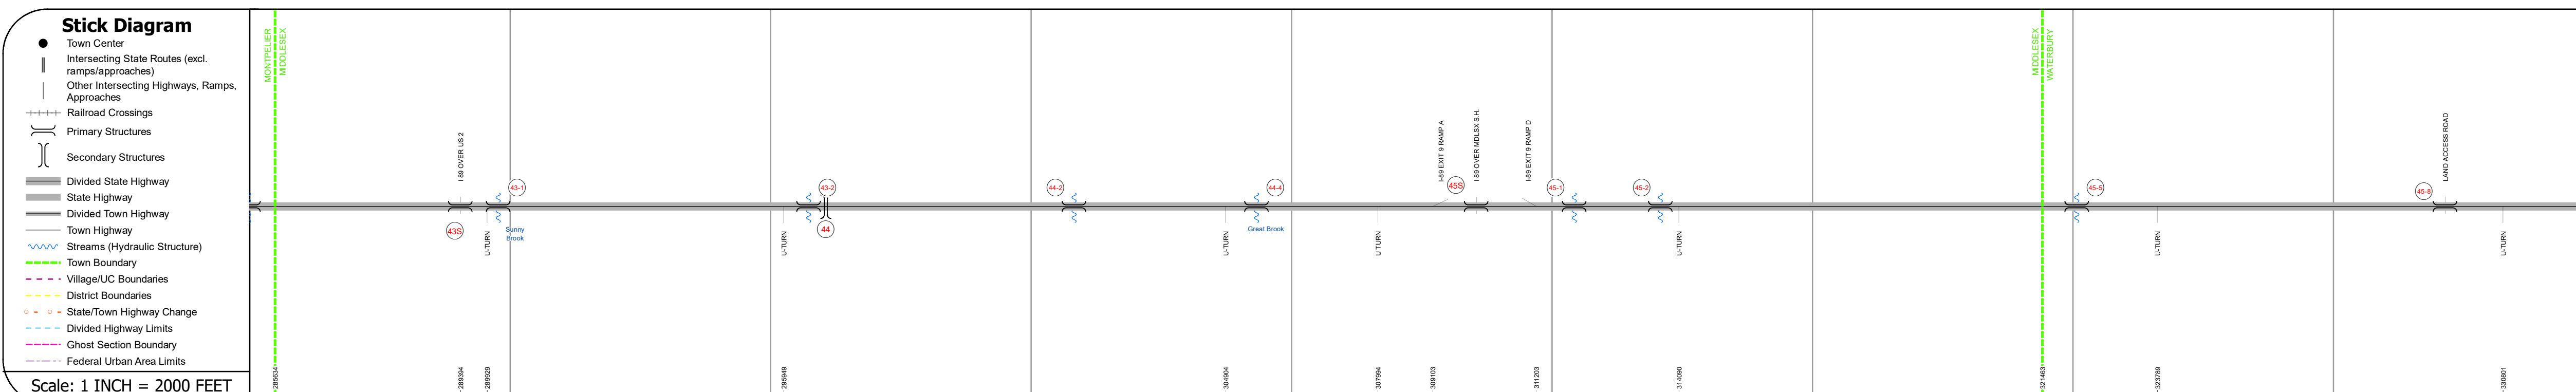 Stick Diagram
Town Center
Intersecting State Routes (excl.
ramps/approaches)
Other Intersecting Highways, Ramps,
Approaches
Railroad Crossings
Primary Structures
Secondary Structures
Divided State Highway
State Highway
Divided Town Highway
Town Highway
Streams (Hydraulic Structure)
Town Boundary
Village/UC Boundaries
District Boundaries
State/Town Highway Change
Divided Highway Limits
Ghost Section Boundary
Federal Urban Area Limits
Scale: 1 INCH = 2000 FEET
MONTPELIER
MIDDLESEX
I 89 OVER US 2
43S
U-TURN
43-1
Sunny
Brook
U-TURN
43-2
44
44-2
U-TURN
44-4
Great Brook
U TURN
I-89 EXIT 9 RAMP A
45S
I 89 OVER MDLSX S.H.
I-89 EXIT 9 RAMP D
45-1
45-2
U-TURN
MIDDLESEX
WATERBURY
45-5
U-TURN
45-8
LAND ACCESS ROAD
U-TURN
285634
289394
289929
295949
304904
307994
309103
311203
314090
321463
323789
330801